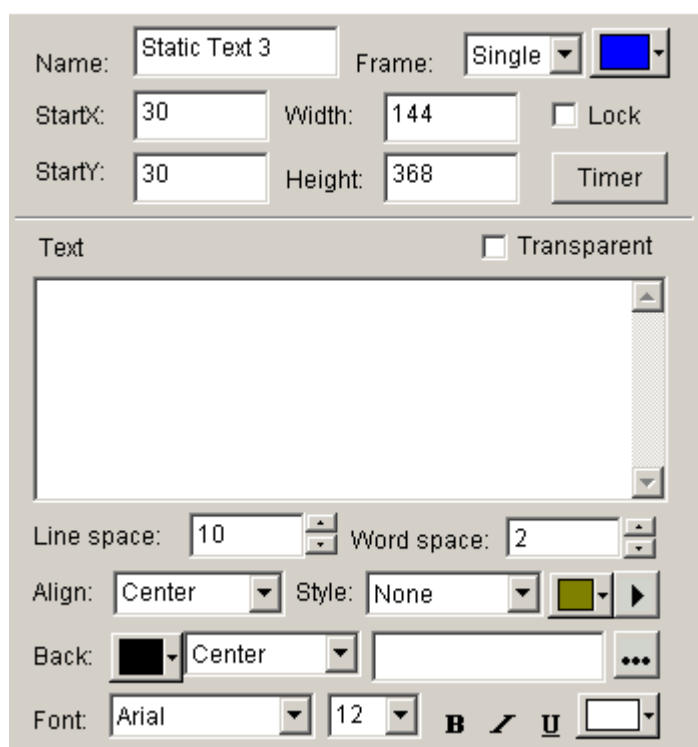 Name: Static Text 3 Frame: Single
StartX: 30 Width: 144 Lock
StartY: 30 Height: 368 Timer
Text Transparent
Line space: 10 Word space: 2
Align: Center Style: None
Back: Center •••
Font: Arial 12 B I U